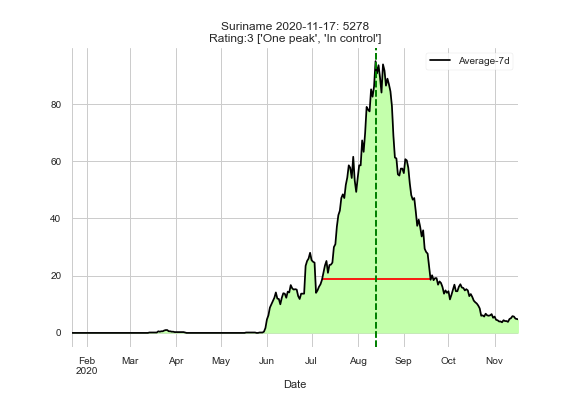 Suriname 2020-11-17: 5278
Rating:3 ['One peak', 'In control']
Average-7d
80
60
40
20
0
Feb Mar Apr May Jun Jul Aug Sep Oct Nov
2020
Date